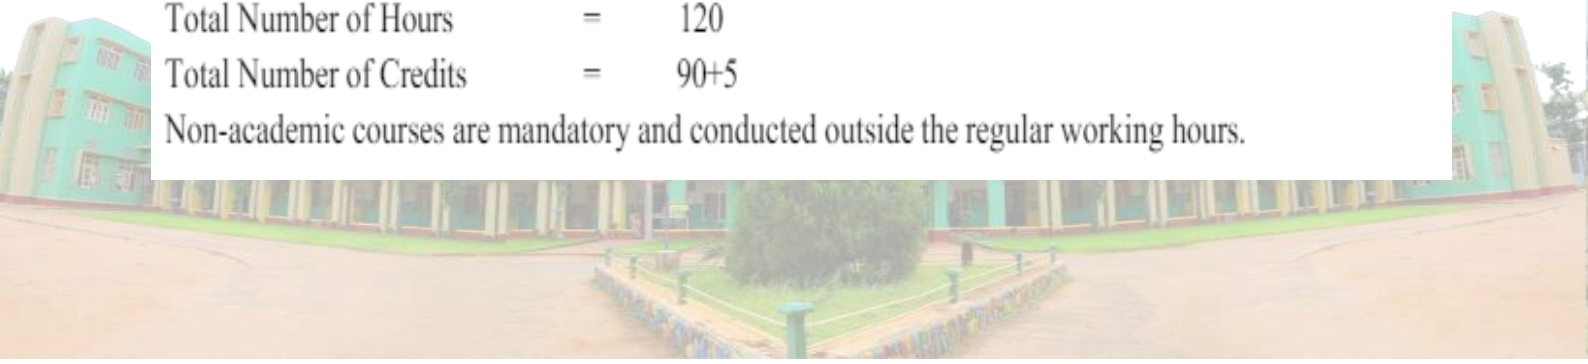 Total Number of Hours = 120
Total Number of Credits = 90+5
Non-academic courses are mandatory and conducted outside the regular working hours.